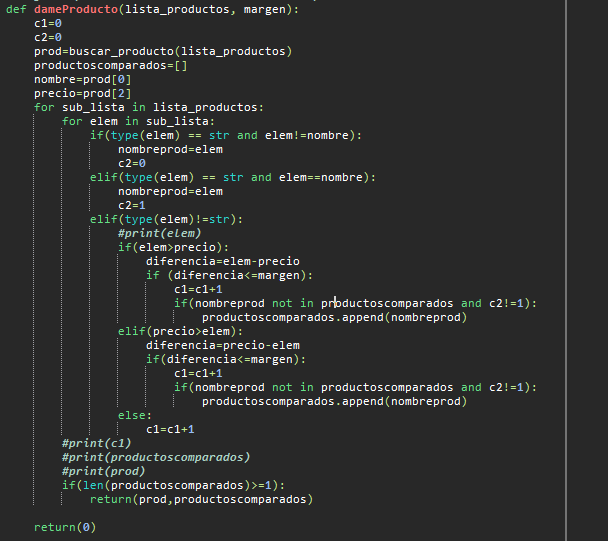 def dameProducto(lista_productos, margen):
    c1=0
    c2=0
    prod=buscar_producto(lista_productos)
    productoscomparados=[]
    nombre=prod[0]
    precio=prod[2]
    for sub_lista in lista_productos:
        for elem in sub_lista:
            if(type(elem) == str and elem!=nombre):
                nombreprod=elem
                c2=0
            elif(type(elem) == str and elem==nombre):
                nombreprod=elem
                c2=1
            elif(type(elem)!=str):
                #print(elem)
                if(elem>precio):
                    diferencia=elem-precio
                    if (diferencia<=margen):
                        c1=c1+1
                        if(nombreprod not in productoscomparados and c2!=1):
                            productoscomparados.append(nombreprod)
                elif(precio>elem):
                    diferencia=precio-elem
                    if(diferencia<=margen):
                        c1=c1+1
                        if(nombreprod not in productoscomparados and c2!=1):
                            productoscomparados.append(nombreprod)
                else:
                    c1=c1+1
        #print(c1)
        #print(productoscomparados)
        #print(prod)
        if(len(productoscomparados)>=1):
            return(prod,productoscomparados)

    return(0)